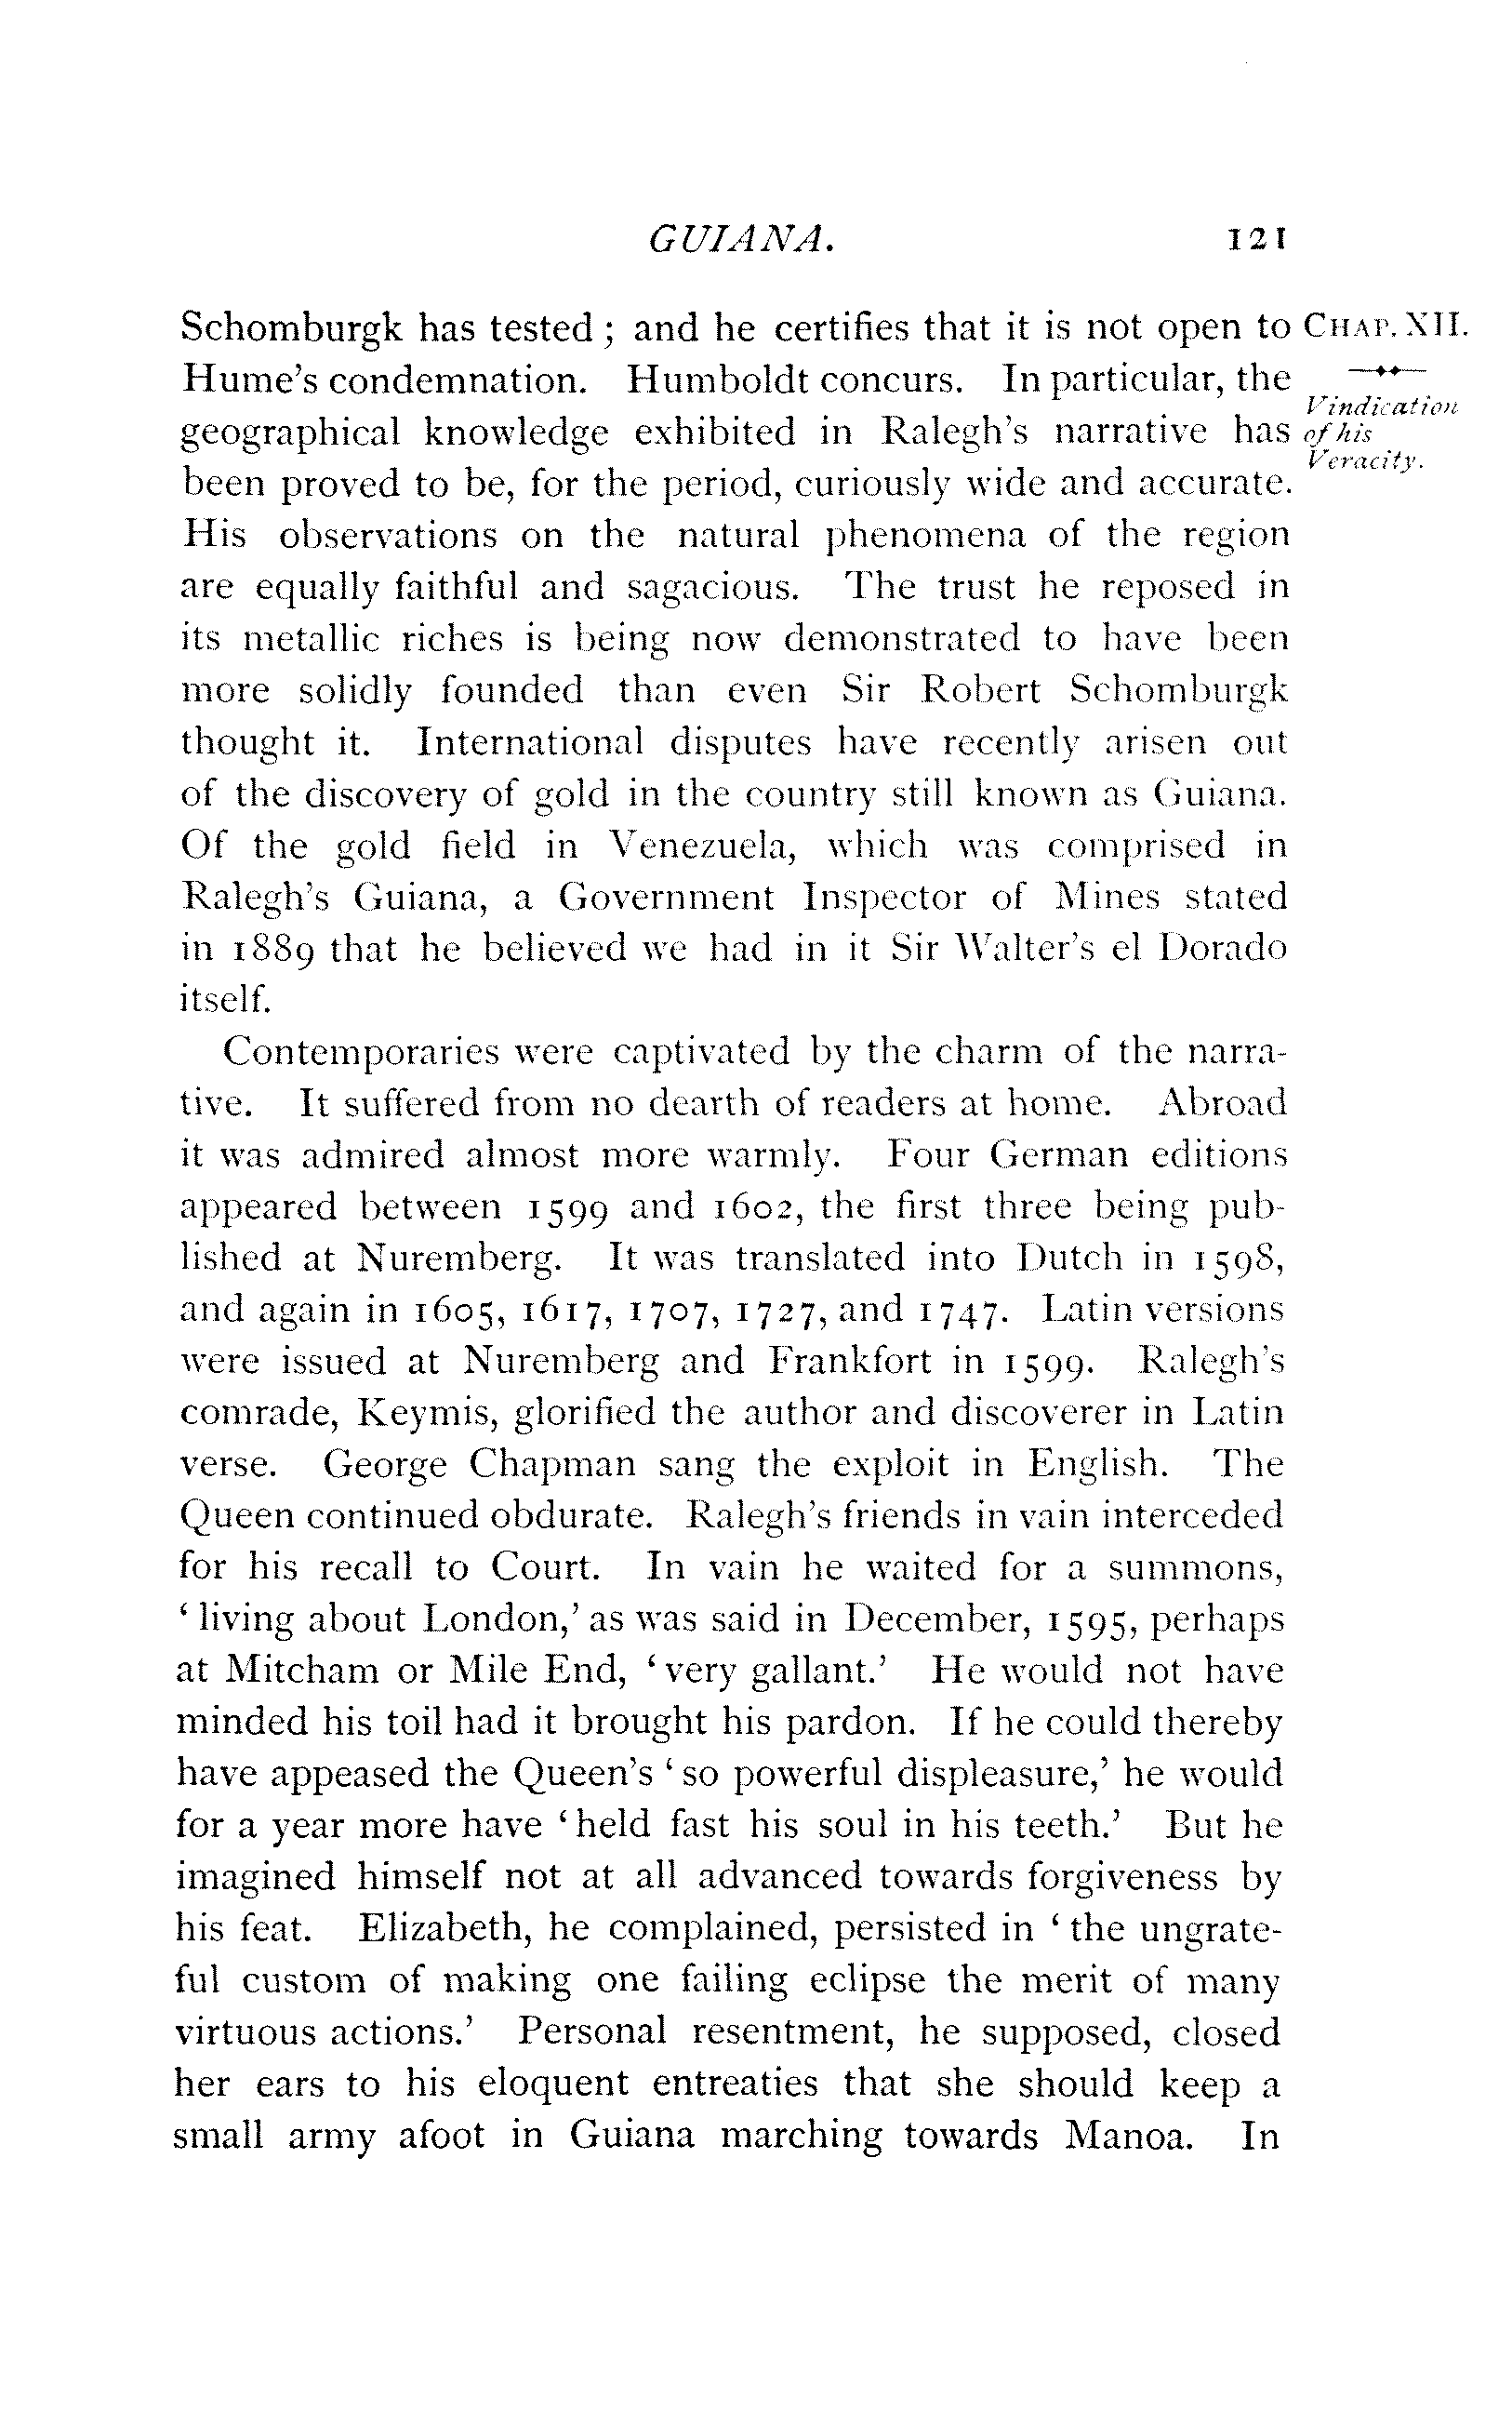 GUIANA. 121
Schomburgk has tested ; and he certifies that it is not open to
CHAP. XII.
Hume's condemnation. Humboldt concurs. In particular, the
Vindication
of his
Veracity.
geographical knowledge exhibited in Ralegh's narrative has
been proved to be, for the period, curiously wide and accurate.
His observations on the natural phenomena of the region
are equally faithful and sagacious. The trust he reposed in
its metallic riches is being now demonstrated to have been
more solidly founded than even Sir Robert Schomburgk
thought it. International disputes have recently arisen out
of the discovery of gold in the country still known as Guiana.
Of the gold field in Venezuela, which was comprised in
Ralegh's Guiana, a Government Inspector of Mines stated
in 1889 that he believed we had in it Sir Walter's el Dorado
itself.
Contemporaries were captivated by the charm of the narra-
tive. It suffered from no dearth of readers at home. Abroad
it was admired almost more warmly. Four German editions
appeared between 1599 and 1602, the first three being pub-
lished at Nuremberg. It was translated into Dutch in 1598,
and again in 1605, 1617, 1707, 1727, and 1747. Latin versions
were issued at Nuremberg and Frankfort in 1599. Ralegh's
comrade, Keymis, glorified the author and discoverer in Latin
verse. George Chapman sang the exploit in English. The
Queen continued obdurate. Ralegh's friends in vain interceded
for his recall to Court. In vain he waited for a summons,
‘ living about London,’ as was said in December, 1595, perhaps
at Mitcham or Mile End, ‘ very gallant.’ He would not have
minded his toil had it brought his pardon. If he could thereby
have appeased the Queen's ‘ so powerful displeasure,’ he would
for a year more have ‘ held fast his soul in his teeth.’ But he
imagined himself not at all advanced towards forgiveness by
his feat. Elizabeth, he complained, persisted in ‘ the ungrate-
ful custom of making one failing eclipse the merit of many
virtuous actions.’ Personal resentment, he supposed, closed
her ears to his eloquent entreaties that she should keep a
small army afoot in Guiana marching towards Manoa. In